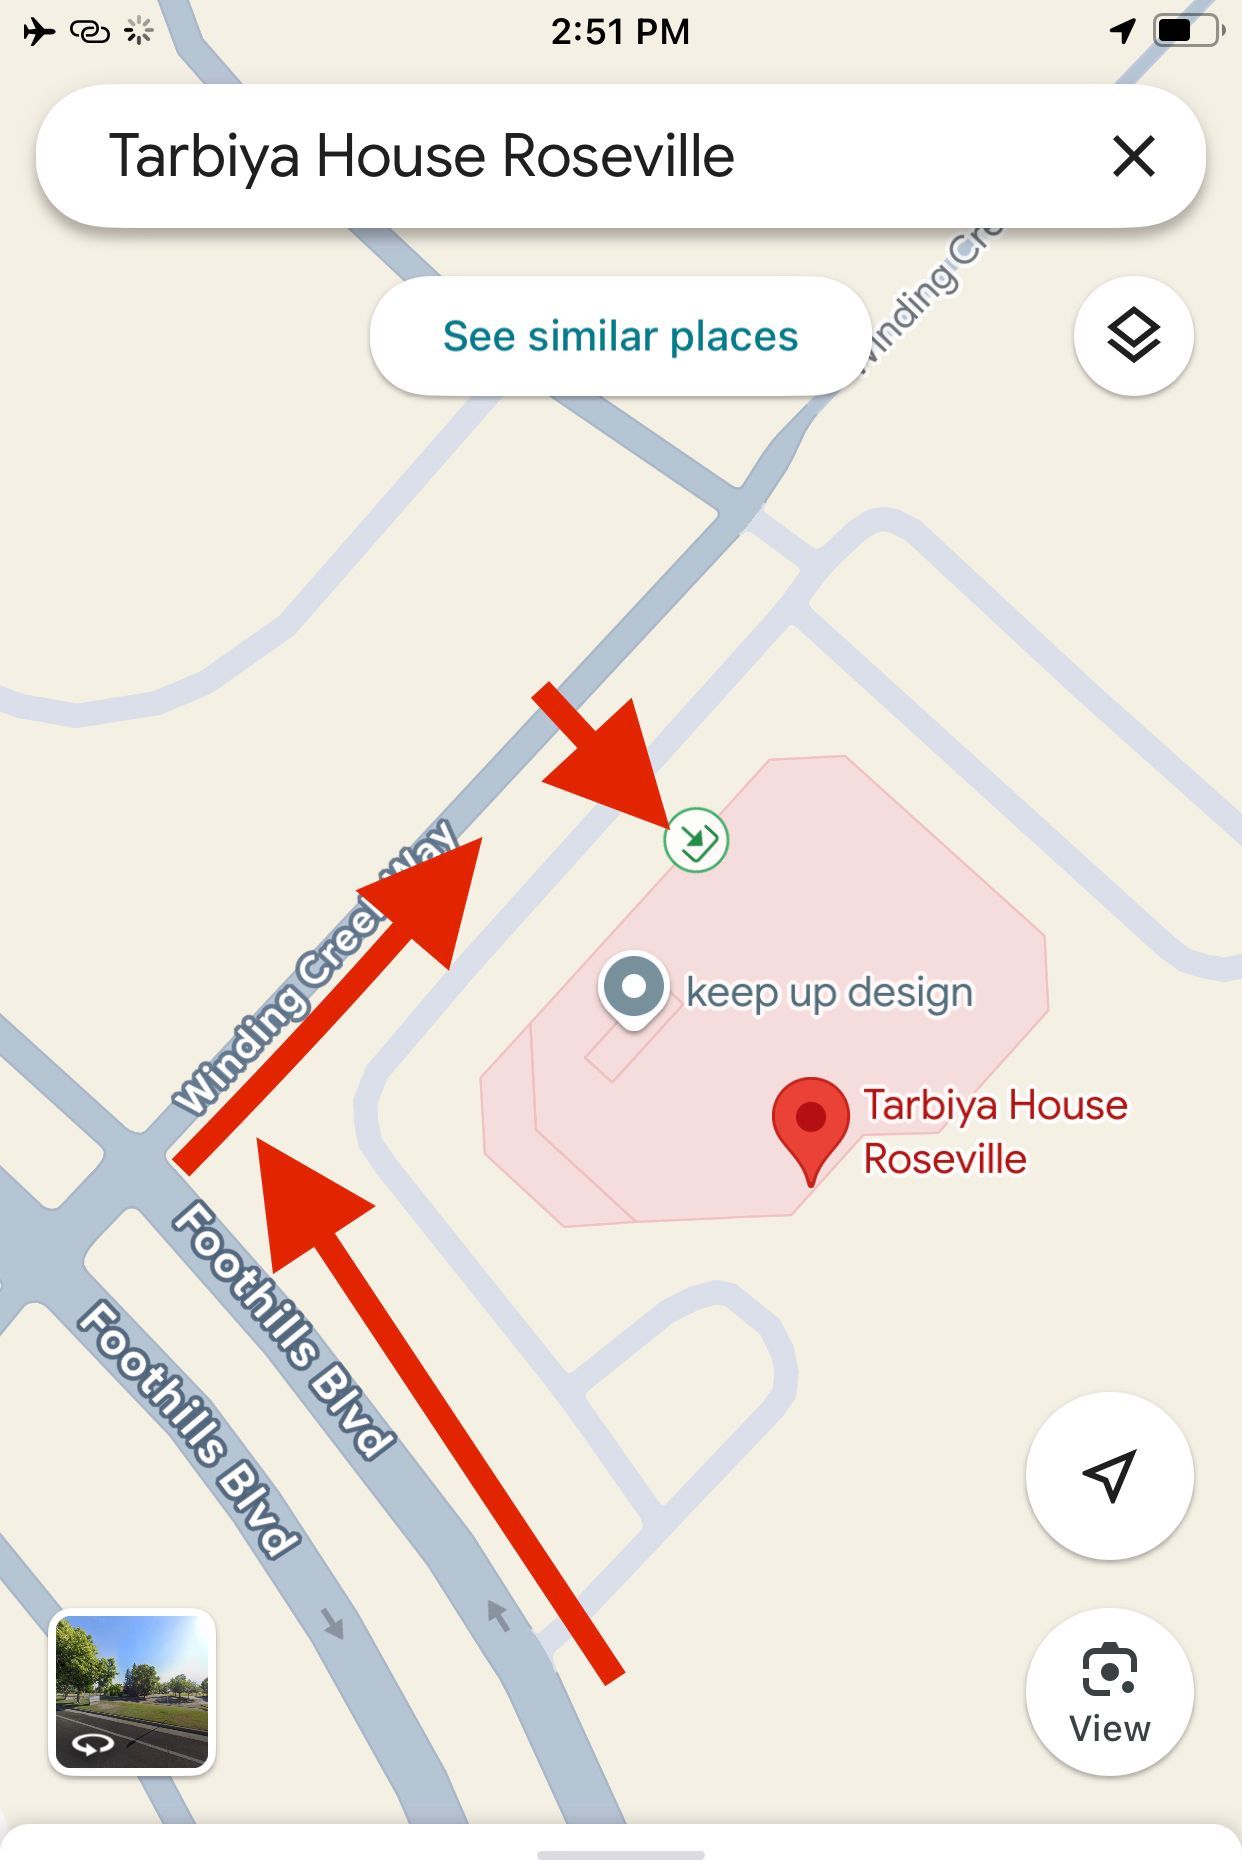 2:51 PM
Tarbiya House Roseville
See similar places
Winding Cre
Winding Creek Way
keep up design
Tarbiya House
Roseville
Foothills Blvd
Foothills Blvd
View